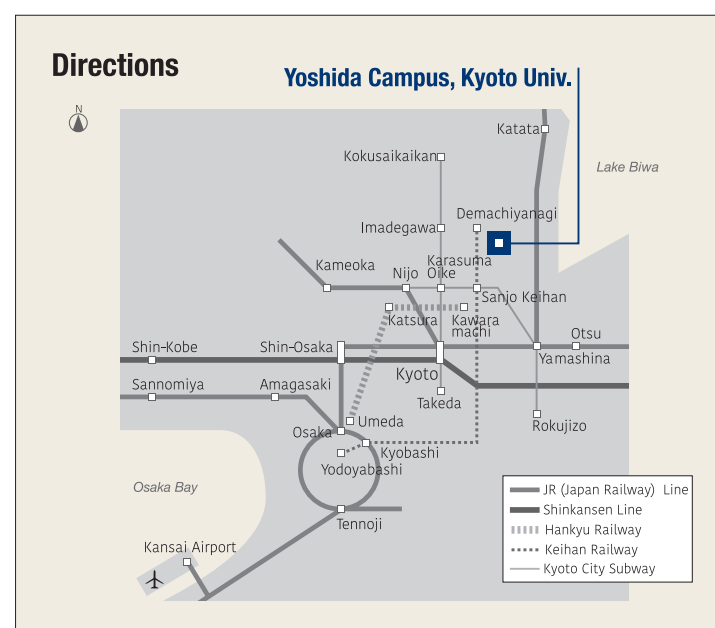 Directions
Yoshida Campus, Kyoto Univ.
N
Katata
Lake Biwa
Kokusaikaikan
Demachiyanagi
Imadegawa
Karasuma
Oike
Kameoka
Nijo
Sanjo Keihan
Katsura
Kawara
machi
Shin-Kobe
Shin-Osaka
Otsu
Yamashina
Kyoto
Sannomiya
Amagasaki
Takeda
Umeda
Rokujizo
Osaka
Kyobashi
Yodoyabashi
Osaka Bay
Tennoji
Kansai Airport
JR (Japan Railway) Line
Shinkansen Line
Hankyu Railway
Keihan Railway
Kyoto City Subway